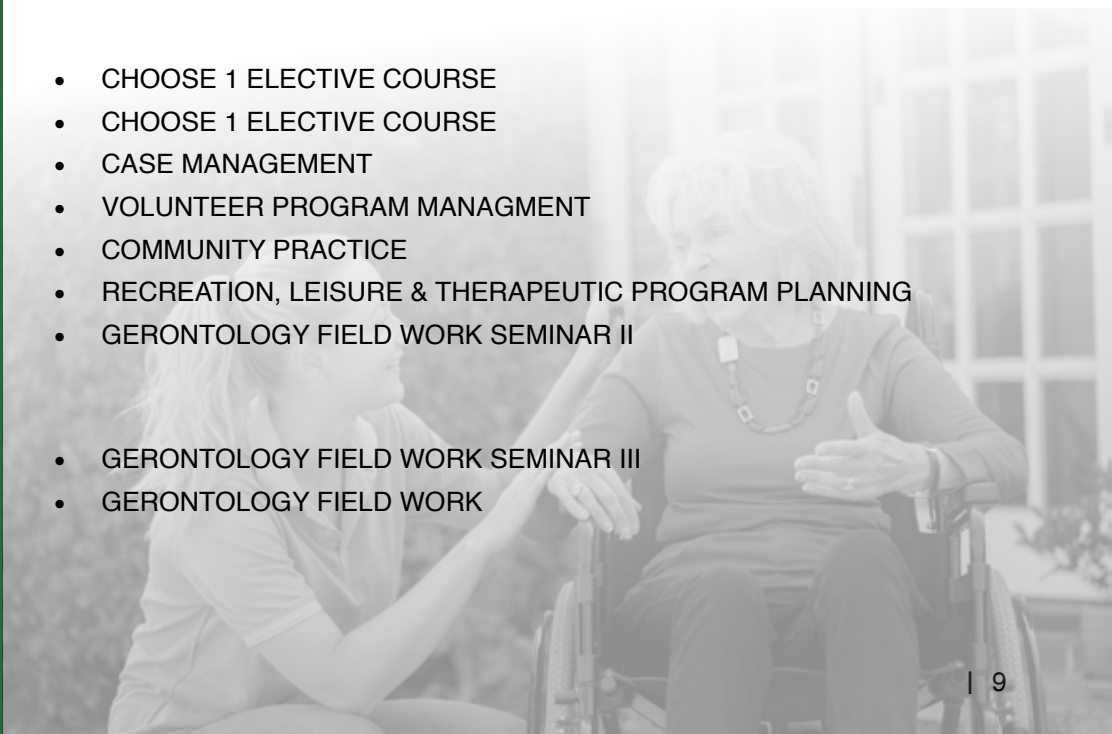 • CHOOSE 1 ELECTIVE COURSE
• CHOOSE 1 ELECTIVE COURSE
• CASE MANAGEMENT
• VOLUNTEER PROGRAM MANAGMENT
• COMMUNITY PRACTICE
• RECREATION, LEISURE & THERAPEUTIC PROGRAM PLANNING
• GERONTOLOGY FIELD WORK SEMINAR II
• GERONTOLOGY FIELD WORK SEMINAR III
• GERONTOLOGY FIELD WORK
| 9